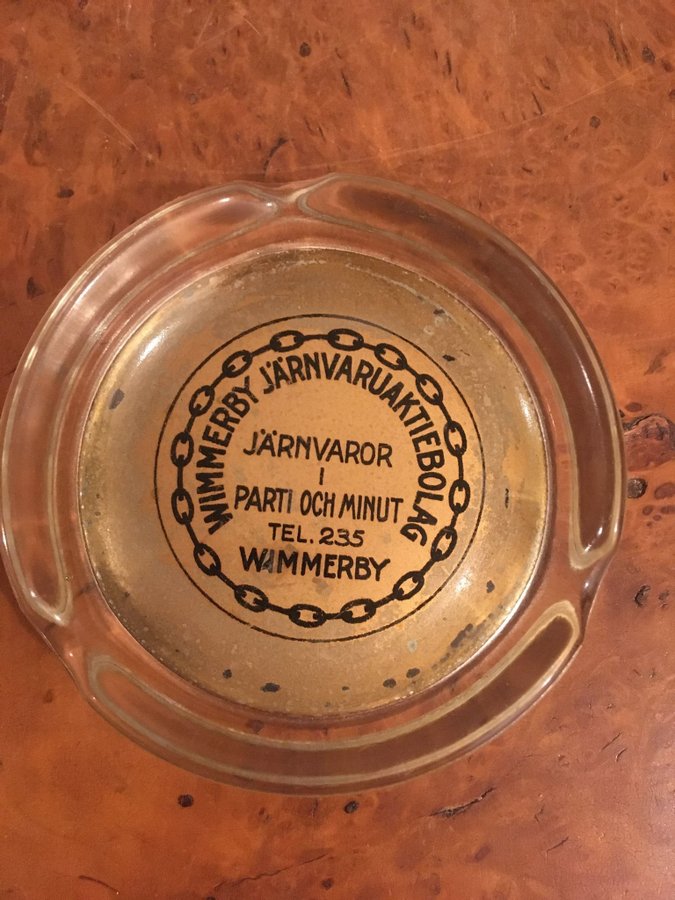 WIMMERBY JÄRNVARUAKTIEBOLAG
JÄRNVAROR
I
PARTI OCH MINUT
TEL. 235
WIMMERBY